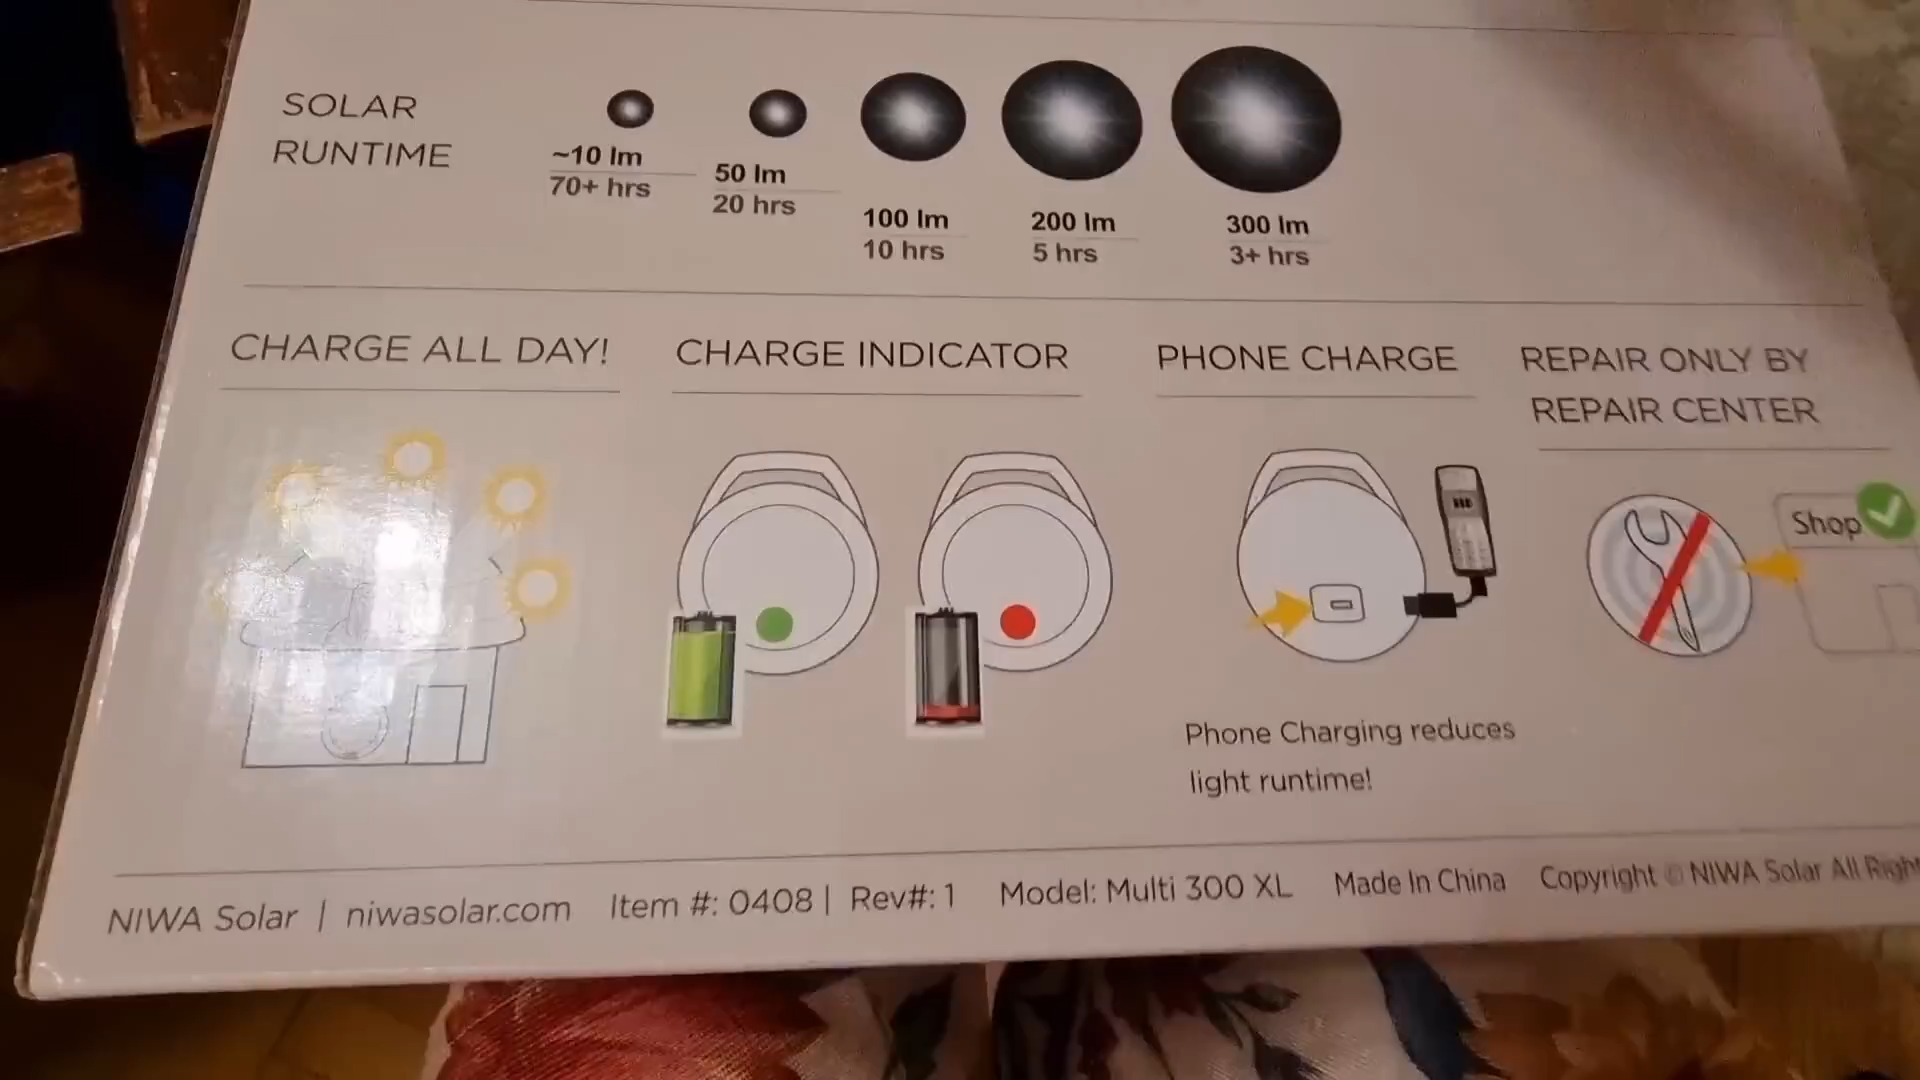 SOLAR
RUNTIME
~10 lm
70+ hrs
50 lm
20 hrs
100 lm
10 hrs
200 lm
5 hrs
300 lm
3+ hrs
CHARGE ALL DAY!
CHARGE INDICATOR
PHONE CHARGE
REPAIR ONLY BY
REPAIR CENTER
Shop
Phone Charging reduces
light runtime!
NIWA Solar | niwasolar.com Item #: 0408 | Rev#: 1 Model: Multi 300 XL Made In China Copyright © NIWA Solar All Right